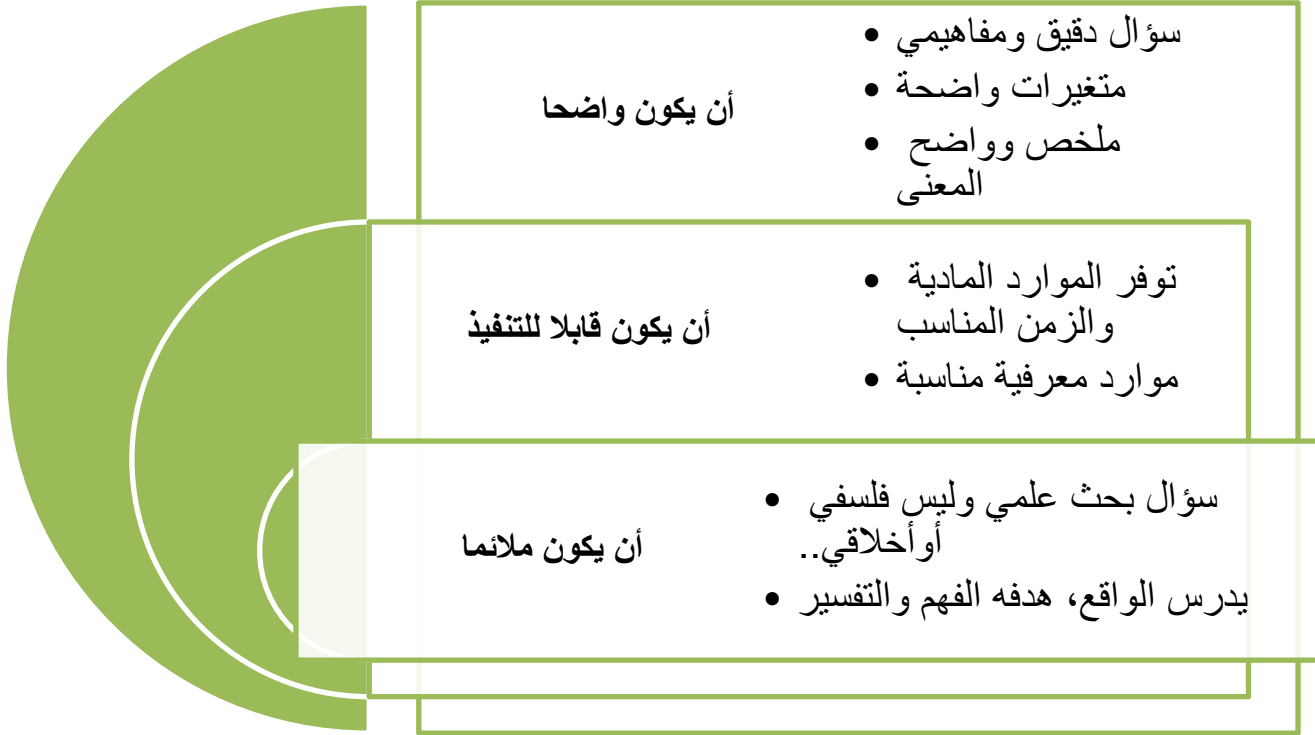 أن يكون واضحا
• سؤال دقيق ومفاهيمي
• متغيرات واضحة
• ملخص وواضح
المعنى
أن يكون قابلا للتنفيذ
• توفر الموارد المادية
والزمن المناسب
• موارد معرفية مناسبة
أن يكون ملائما
• سؤال بحث علمي وليس فلسفي
أوأخلاقي..
• يدرس الواقع، هدفه الفهم والتفسير